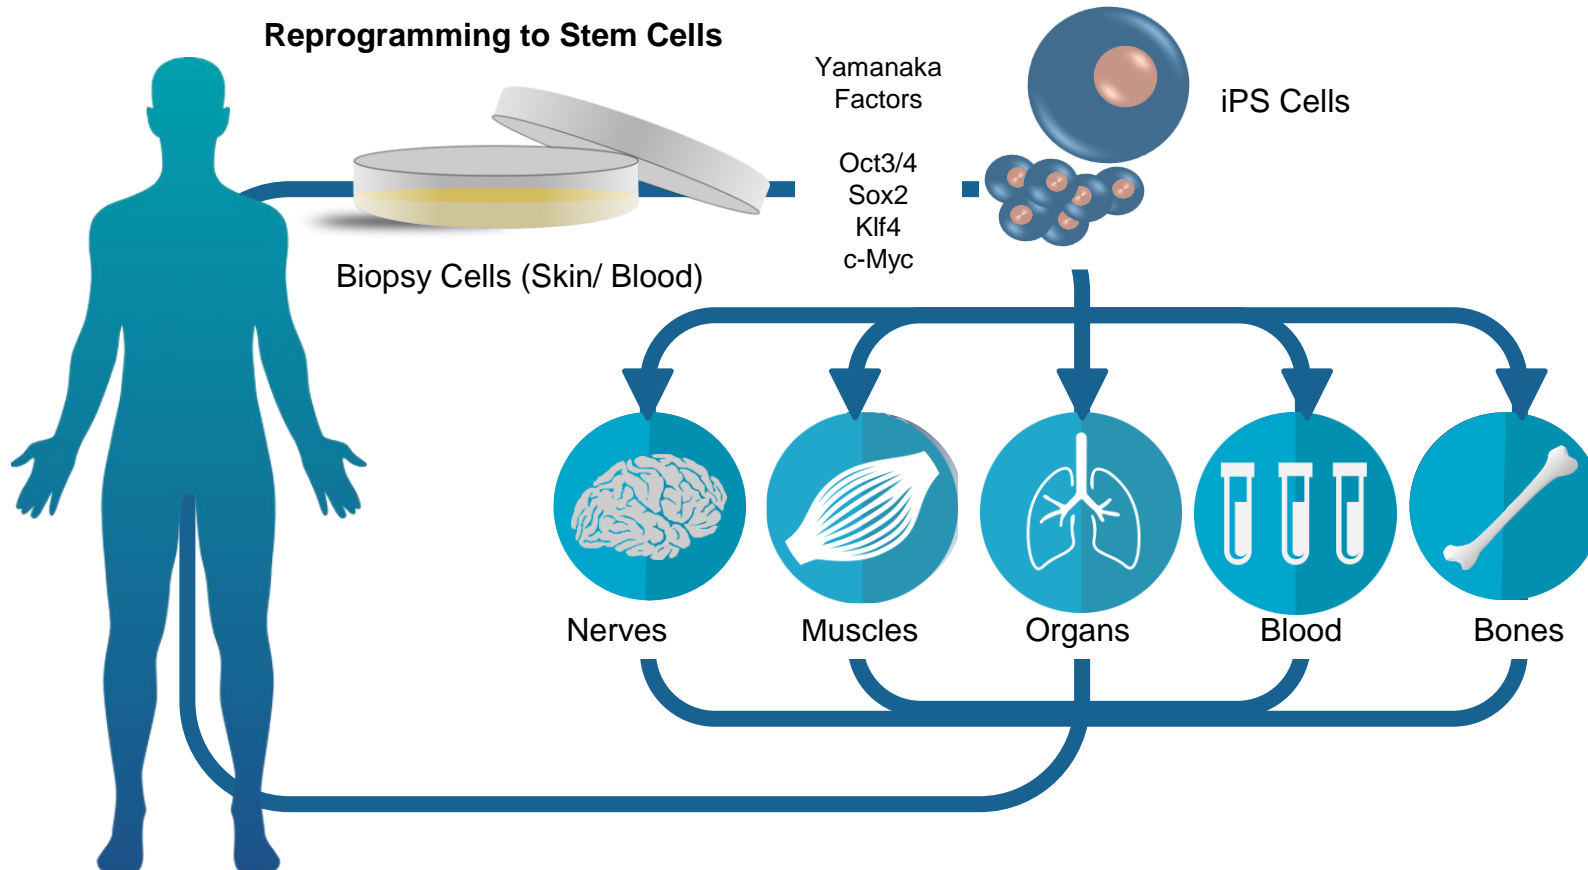 Reprogramming to Stem Cells
Yamanaka
Factors
Oct3/4
Sox2
Klf4
c-Myc
iPS Cells
Biopsy Cells (Skin/ Blood)
Nerves
Muscles
Organs
Blood
Bones